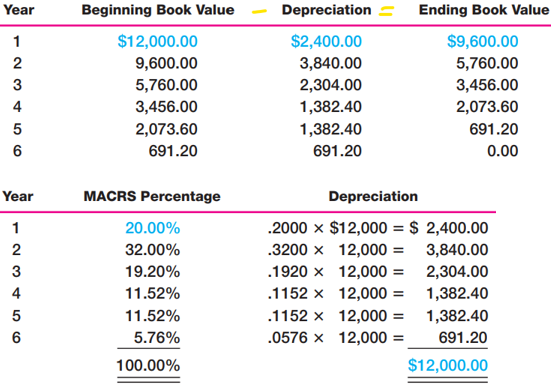 Year Beginning Book Value – Depreciation = Ending Book Value
1 $12,000.00 $2,400.00 $9,600.00
2 9,600.00 3,840.00 5,760.00
3 5,760.00 2,304.00 3,456.00
4 3,456.00 1,382.40 2,073.60
5 2,073.60 1,382.40 691.20
6 691.20 691.20 0.00
Year MACRS Percentage Depreciation
1 20.00% .2000 × $12,000 = $ 2,400.00
2 32.00% .3200 × 12,000 = 3,840.00
3 19.20% .1920 × 12,000 = 2,304.00
4 11.52% .1152 × 12,000 = 1,382.40
5 11.52% .1152 × 12,000 = 1,382.40
6 5.76% .0576 × 12,000 = 691.20
100.00% $12,000.00